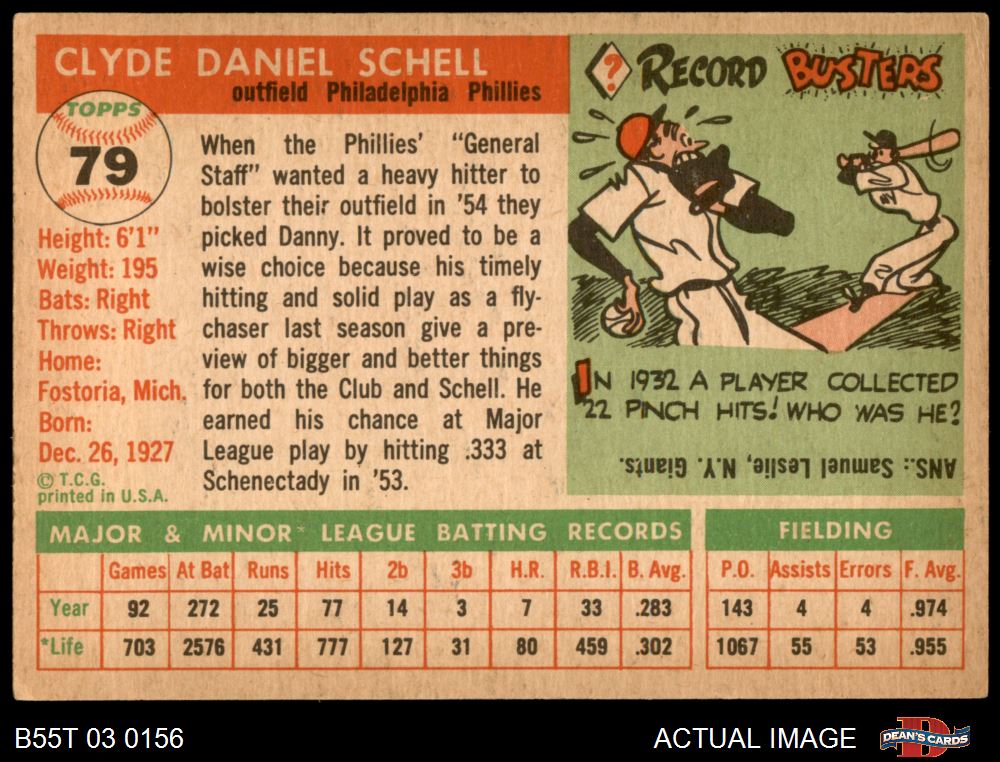 CLYDE DANIEL SCHELL
outfield Philadelphia Phillies
TOPPS
79
Height: 6'1"
Weight: 195
Bats: Right
Throws: Right
Home:
Fostoria, Mich.
Born:
Dec. 26, 1927
© T.C.G.
printed in U.S.A.
When the Phillies' "General
Staff" wanted a heavy hitter to
bolster their outfield in '54 they
picked Danny. It proved to be a
wise choice because his timely
hitting and solid play as a fly-
chaser last season give a pre-
view of bigger and better things
for both the Club and Schell. He
earned his chance at Major
League play by hitting .333 at
Schenectady in '53.
? RECORD BUSTERS
NY
IN 1932 A PLAYER COLLECTED
22 PINCH HITS! WHO WAS HE?
ANS.: Samuel Leslie, N.Y. Giants.
MAJOR & MINOR* LEAGUE BATTING RECORDS FIELDING
Games At Bat Runs Hits 2b 3b H.R. R.B.I. B. Avg. P.O. Assists Errors F. Avg.
Year 92 272 25 77 14 3 7 33 .283 143 4 4 .974
*Life 703 2576 431 777 127 31 80 459 .302 1067 55 53 .955
B55T 03 0156 ACTUAL IMAGE D DEAN'S CARDS